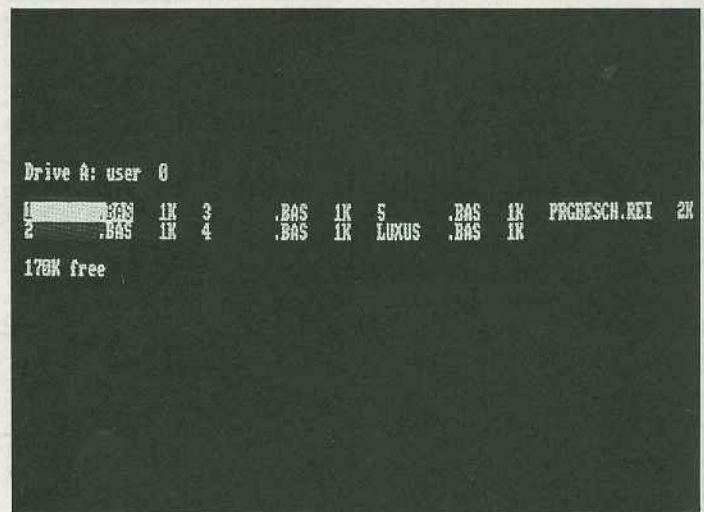 Drive A: user 0
1 .BAS 1K 3 .BAS 1K 5 .BAS 1K PRGBESCH.REI 2K
2 .BAS 1K 4 .BAS 1K LUXUS .BAS 1K
170K free